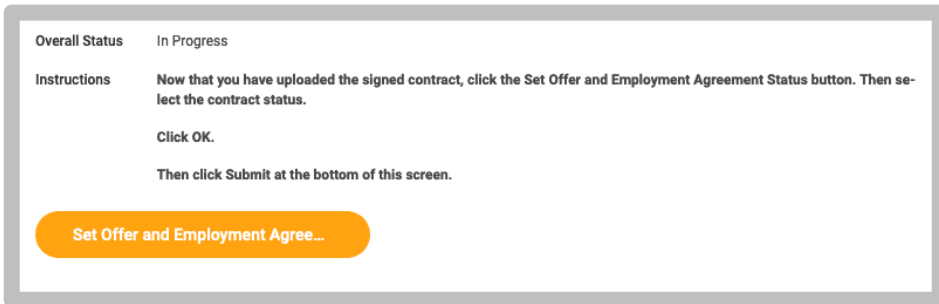 Overall Status In Progress
Instructions Now that you have uploaded the signed contract, click the Set Offer and Employment Agreement Status button. Then se-
lect the contract status.
Click OK.
Then click Submit at the bottom of this screen.
Set Offer and Employment Agree...